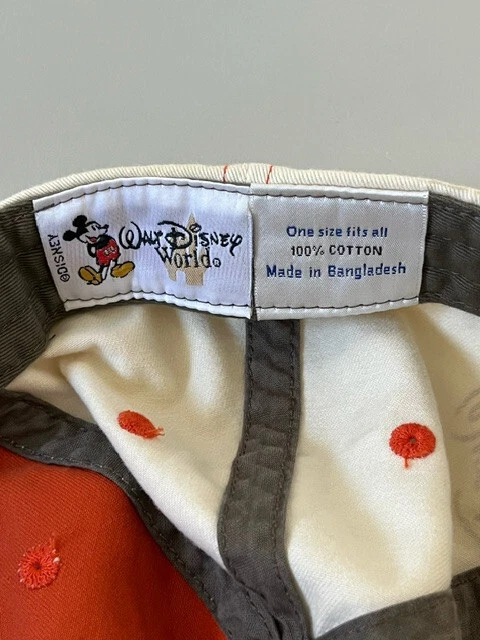 ©DISNEY
WALT DISNEY
World®
One size fits all
100% COTTON
Made in Bangladesh